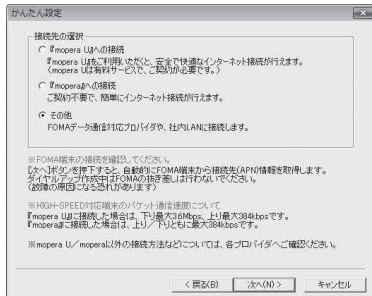 かんたん設定
接続先の選択
『mopera U』への接続
『mopera U』をご利用いただくと、安全で快適なインターネット接続が行えます。
(mopera Uは有料サービスで、ご契約が必要です。)
『mopera』への接続
ご契約不要で、簡単にインターネット接続が行えます。
その他
FOMAデータ通信対応プロバイダや、社内LANに接続します。
※FOMA端末の接続を確認してください。
[次へ]ボタンを押下すると、自動的にFOMA端末から接続先(APN)情報を取得します。
ダイヤルアップ作成中はFOMAの抜き差しは行わないでください。
(故障の原因になる恐れがあります)
※HIGH-SPEED対応端末のパケット通信速度について
『mopera U』に接続した場合は、下り最大3.6Mbps、上り最大384kbpsです。
『mopera』に接続した場合は、上り／下りともに最大384kbpsです。
※mopera U／mopera以外の接続方法などについては、各プロバイダへご確認ください。
< 戻る(B) 次へ(N) > キャンセル